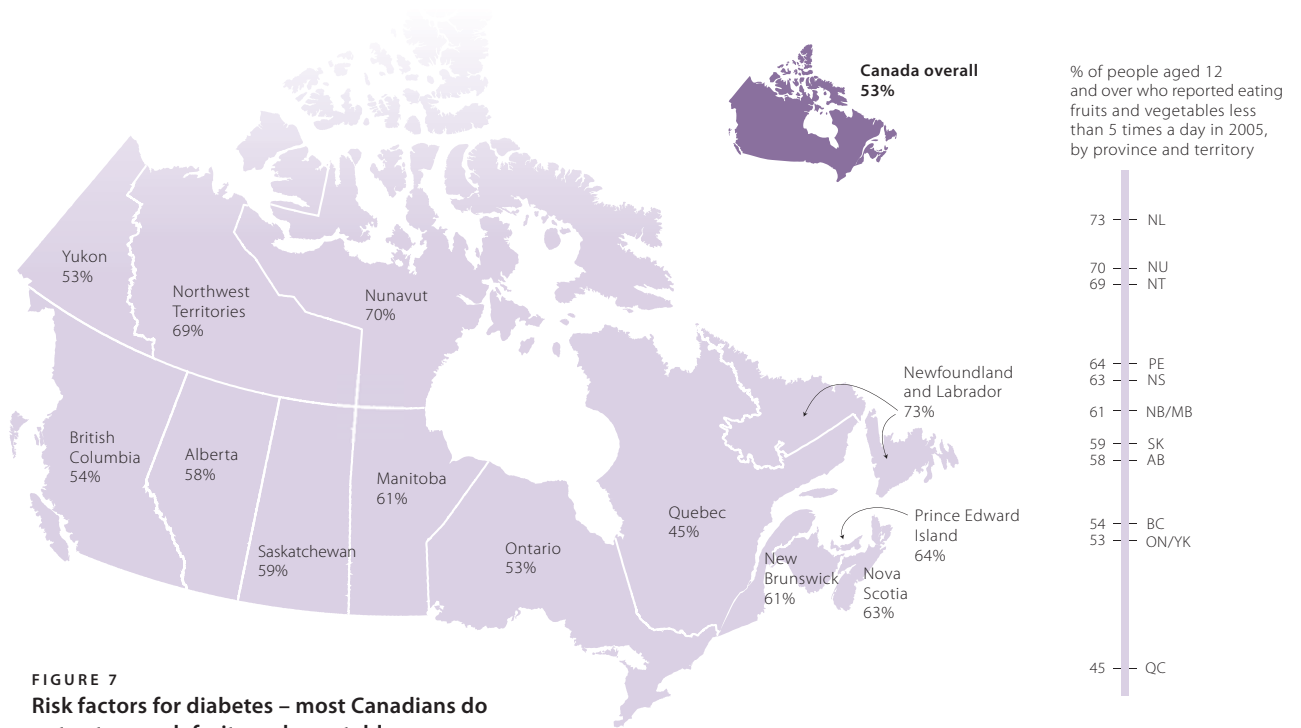 Canada overall
53%
% of people aged 12
and over who reported eating
fruits and vegetables less
than 5 times a day in 2005,
by province and territory
Yukon
53%
Northwest
Territories
69%
Nunavut
70%
British
Columbia
54%
Alberta
58%
Saskatchewan
59%
Manitoba
61%
Ontario
53%
Quebec
45%
Newfoundland
and Labrador
73%
Prince Edward
Island
64%
New
Brunswick
61%
Nova
Scotia
63%
73 NL
70 NU
69 NT
64 PE
63 NS
61 NB/MB
59 SK
58 AB
54 BC
53 ON/YK
45 QC
†
FIGURE 7
Risk factors for diabetes – most Canadians do